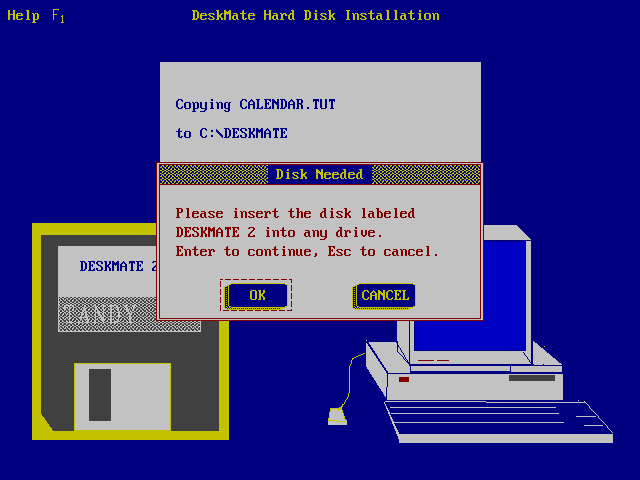 Help F1
DeskMate Hard Disk Installation
Copying CALENDAR.TUT
to C:\DESKMATE
Disk Needed
Please insert the disk labeled
DESKMATE 2 into any drive.
Enter to continue, Esc to cancel.
OK
CANCEL
DESKMATE 2
TANDY